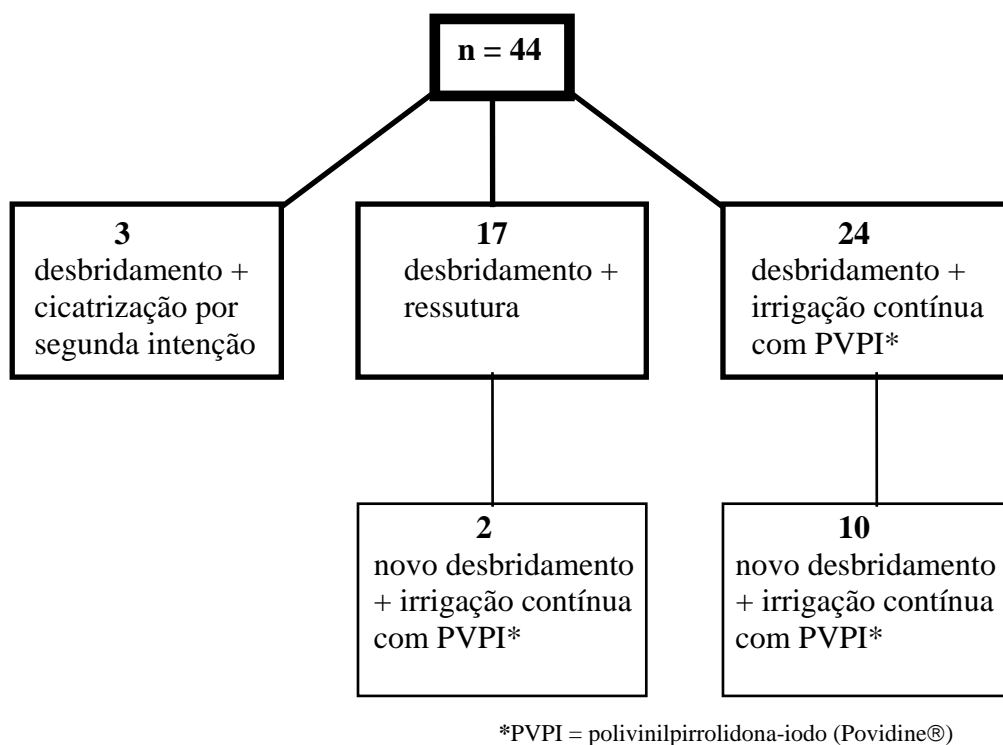 n = 44
3
desbridamento +
cicatrização por
segunda intenção
17
desbridamento +
ressutura
24
desbridamento +
irrigação contínua
com PVPI*
2
novo desbridamento
+ irrigação contínua
com PVPI*
10
novo desbridamento
+ irrigação contínua
com PVPI*
*PVPI = polivinilpirrolidona-iodo (Povidine®)